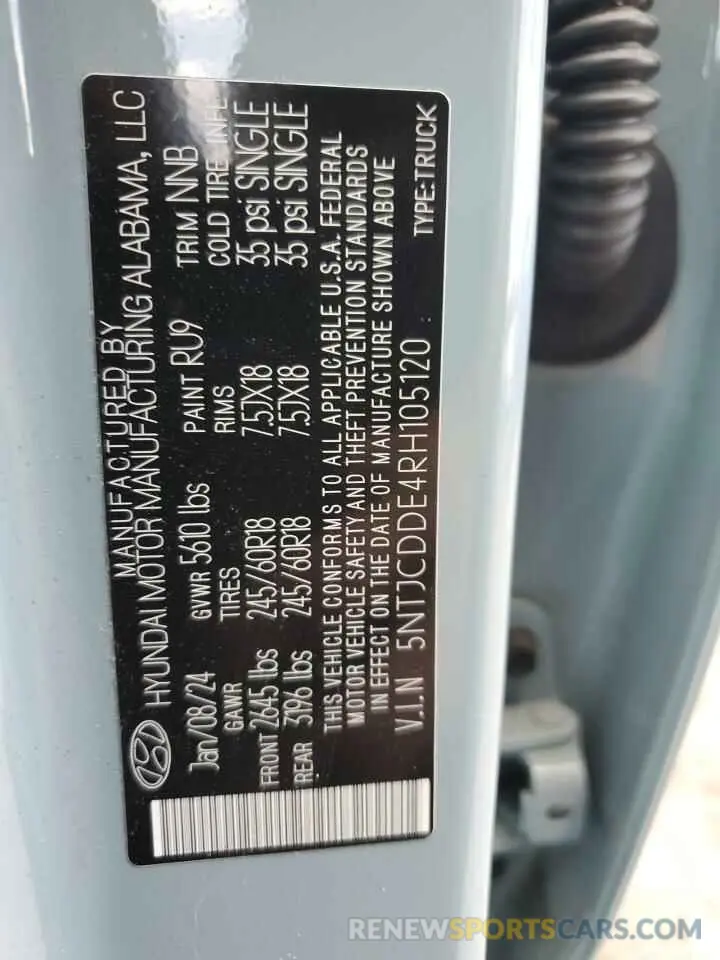 MANUFACTURED BY
HYUNDAI MOTOR MANUFACTURING ALABAMA, LLC
Jan/08/24 GVWR 5610 lbs PAINT RU9 TRIM NNB
GAWR TIRES RIMS COLD TIRE INFL
FRONT 2645 lbs 245/60R18 7.5JX18 35 psi SINGLE
REAR 3196 lbs 245/60R18 7.5JX18 35 psi SINGLE
THIS VEHICLE CONFORMS TO ALL APPLICABLE U.S.A. FEDERAL
MOTOR VEHICLE SAFETY AND THEFT PREVENTION STANDARDS
IN EFFECT ON THE DATE OF MANUFACTURE SHOWN ABOVE
V.I.N 5NTJCDDE4RH105120 TYPE:TRUCK
RENEWSPORTSCARS.COM